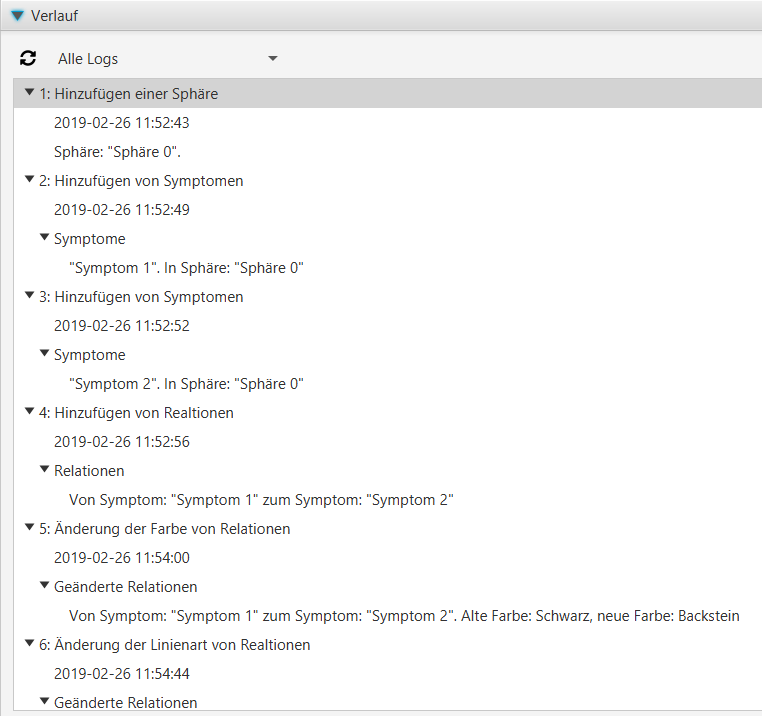 Verlauf
Alle Logs
1: Hinzufügen einer Sphäre
2019-02-26 11:52:43
Sphäre: "Sphäre 0".
2: Hinzufügen von Symptomen
2019-02-26 11:52:49
Symptome
"Symptom 1". In Sphäre: "Sphäre 0"
3: Hinzufügen von Symptomen
2019-02-26 11:52:52
Symptome
"Symptom 2". In Sphäre: "Sphäre 0"
4: Hinzufügen von Realtionen
2019-02-26 11:52:56
Relationen
Von Symptom: "Symptom 1" zum Symptom: "Symptom 2"
5: Änderung der Farbe von Relationen
2019-02-26 11:54:00
Geänderte Relationen
Von Symptom: "Symptom 1" zum Symptom: "Symptom 2". Alte Farbe: Schwarz, neue Farbe: Backstein
6: Änderung der Linienart von Realtionen
2019-02-26 11:54:44
Geänderte Relationen